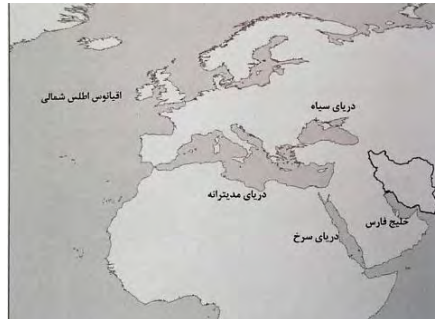 اقیانوس اطلس شمالی
دریای سیاه
دریای مدیترانه
دریای سرخ
خلیج فارس